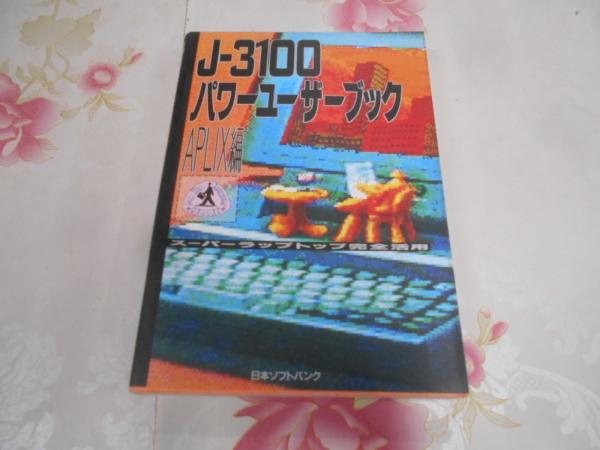 J-3100
パワーユーザーブック
APLIX編
スーパーラップトップ完全活用
日本ソフトバンク